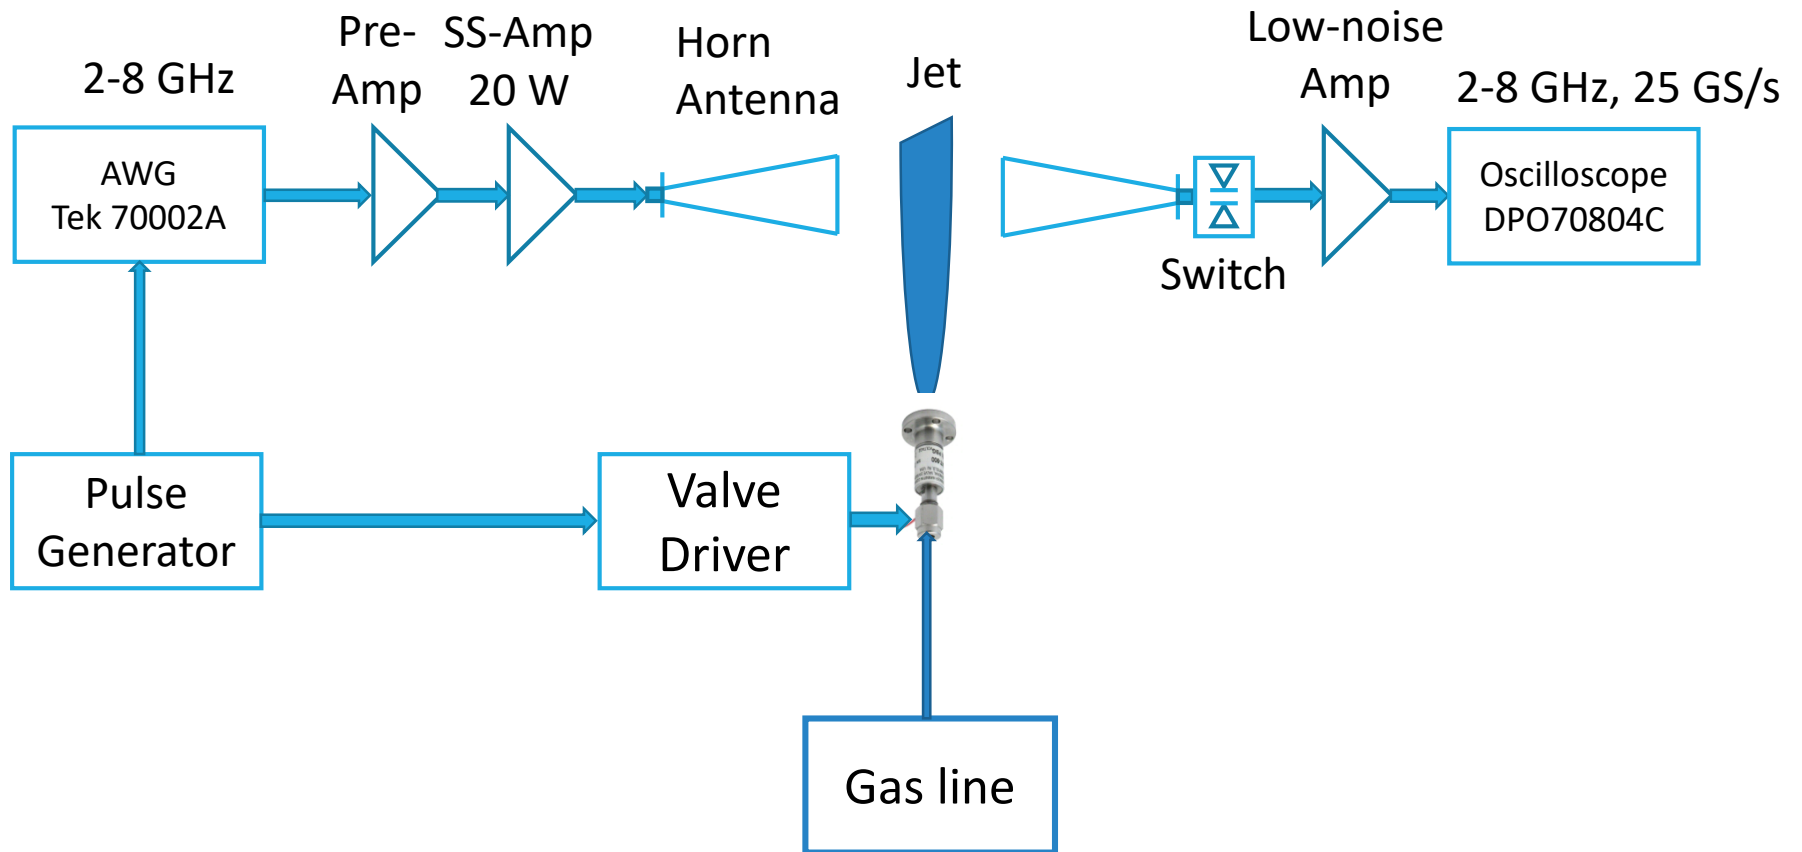 2-8 GHz
Pre-
Amp
SS-Amp
20 W
Horn
Antenna
Jet
Low-noise
Amp
2-8 GHz, 25 GS/s
AWG
Tek 70002A
Oscilloscope
DPO70804C
Switch
Pulse
Generator
Valve
Driver
Gas line